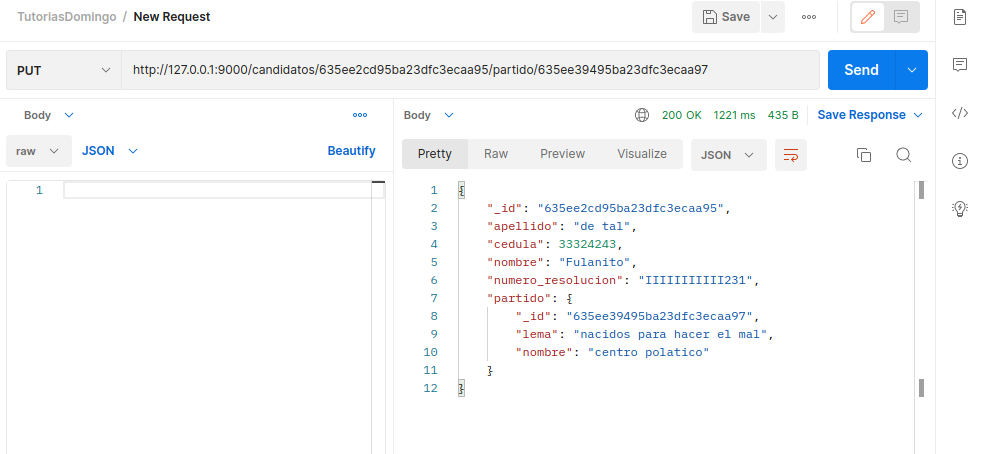 TutoriasDomingo / New Request
Save
PUT
http://127.0.0.1:9000/candidatos/635ee2cd95ba23dfc3ecaa95/partido/635ee39495ba23dfc3ecaa97
Send
Body
raw
JSON
Beautify
1
Body
200 OK 1221 ms 435 B
Save Response
Pretty Raw Preview Visualize JSON
1 {
2 "_id": "635ee2cd95ba23dfc3ecaa95",
3 "apellido": "de tal",
4 "cedula": 33324243,
5 "nombre": "Fulanito",
6 "numero_resolucion": "IIIIIIIIIII231",
7 "partido": {
8 "_id": "635ee39495ba23dfc3ecaa97",
9 "lema": "nacidos para hacer el mal",
10 "nombre": "centro polatico"
11 }
12 }